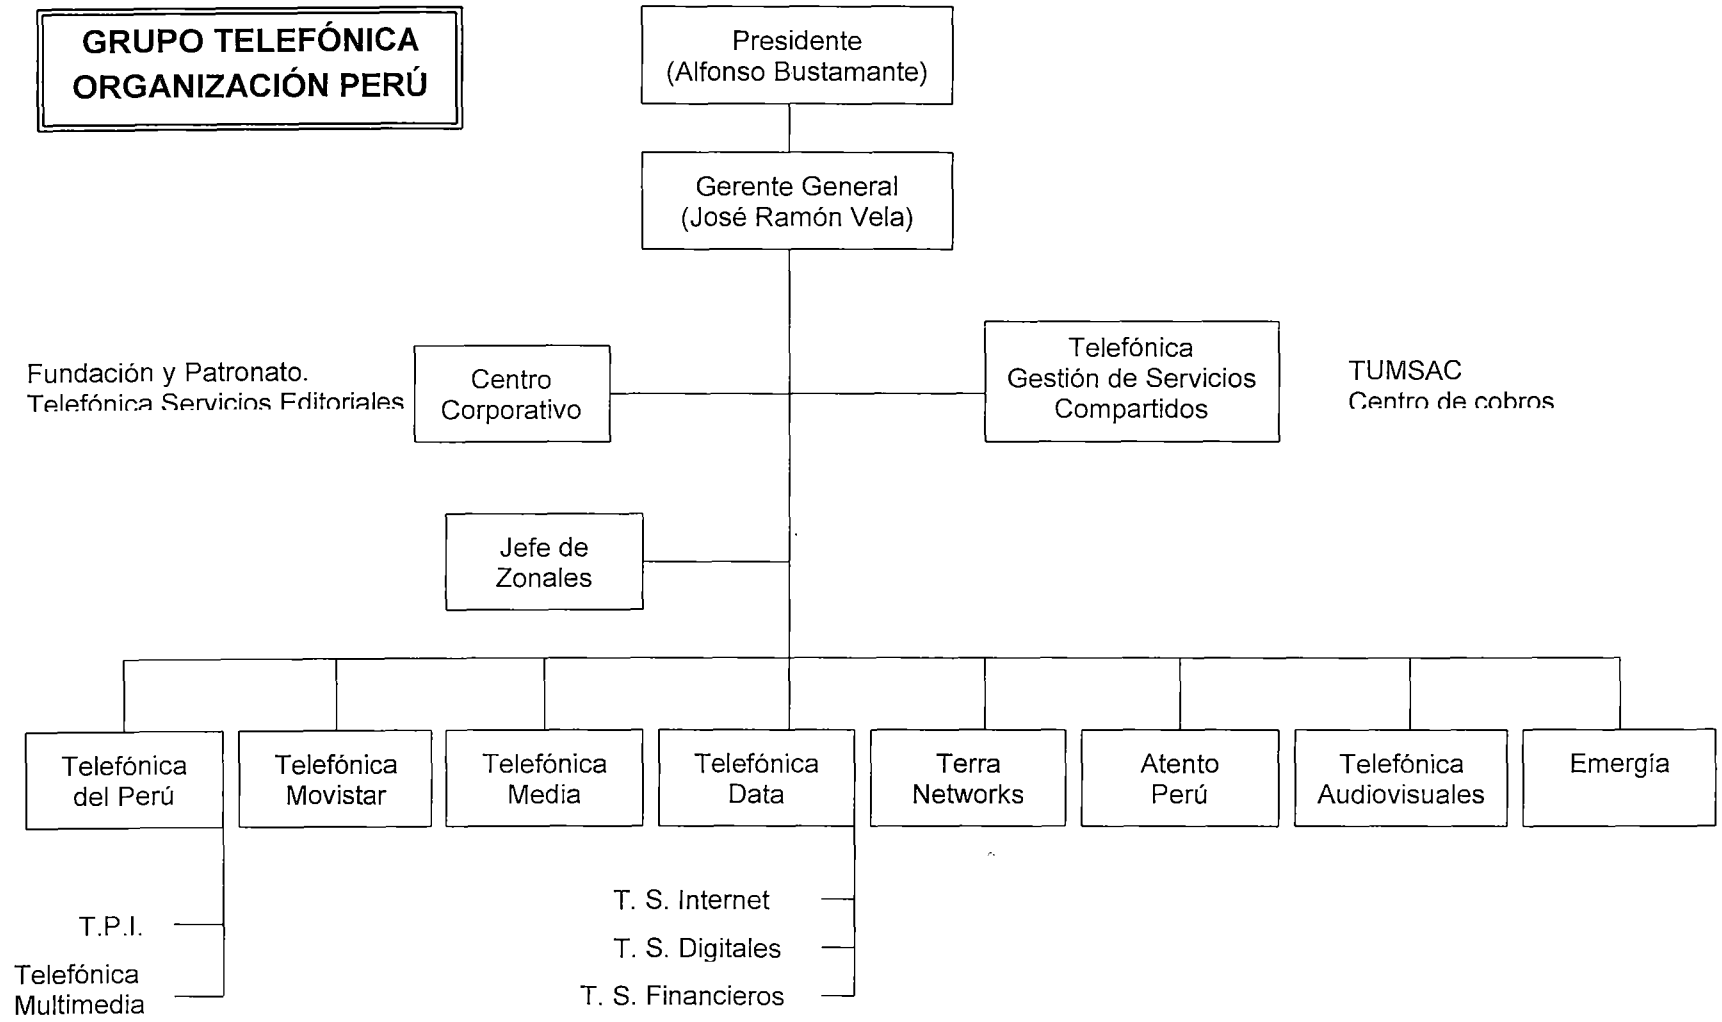 GRUPO TELEFÓNICA
ORGANIZACIÓN PERÚ
Presidente
(Alfonso Bustamante)
Gerente General
(José Ramón Vela)
Fundación y Patronato.
Telefónica Servicios Editoriales
Centro
Corporativo
Telefónica
Gestión de Servicios
Compartidos
TUMSAC
Centro de cobros
Jefe de
Zonales
Telefónica
del Perú
Telefónica
Movistar
Telefónica
Media
Telefónica
Data
Terra
Networks
Atento
Perú
Telefónica
Audiovisuales
Emergía
T.P.I.
Telefónica
Multimedia
T. S. Internet
T. S. Digitales
T. S. Financieros